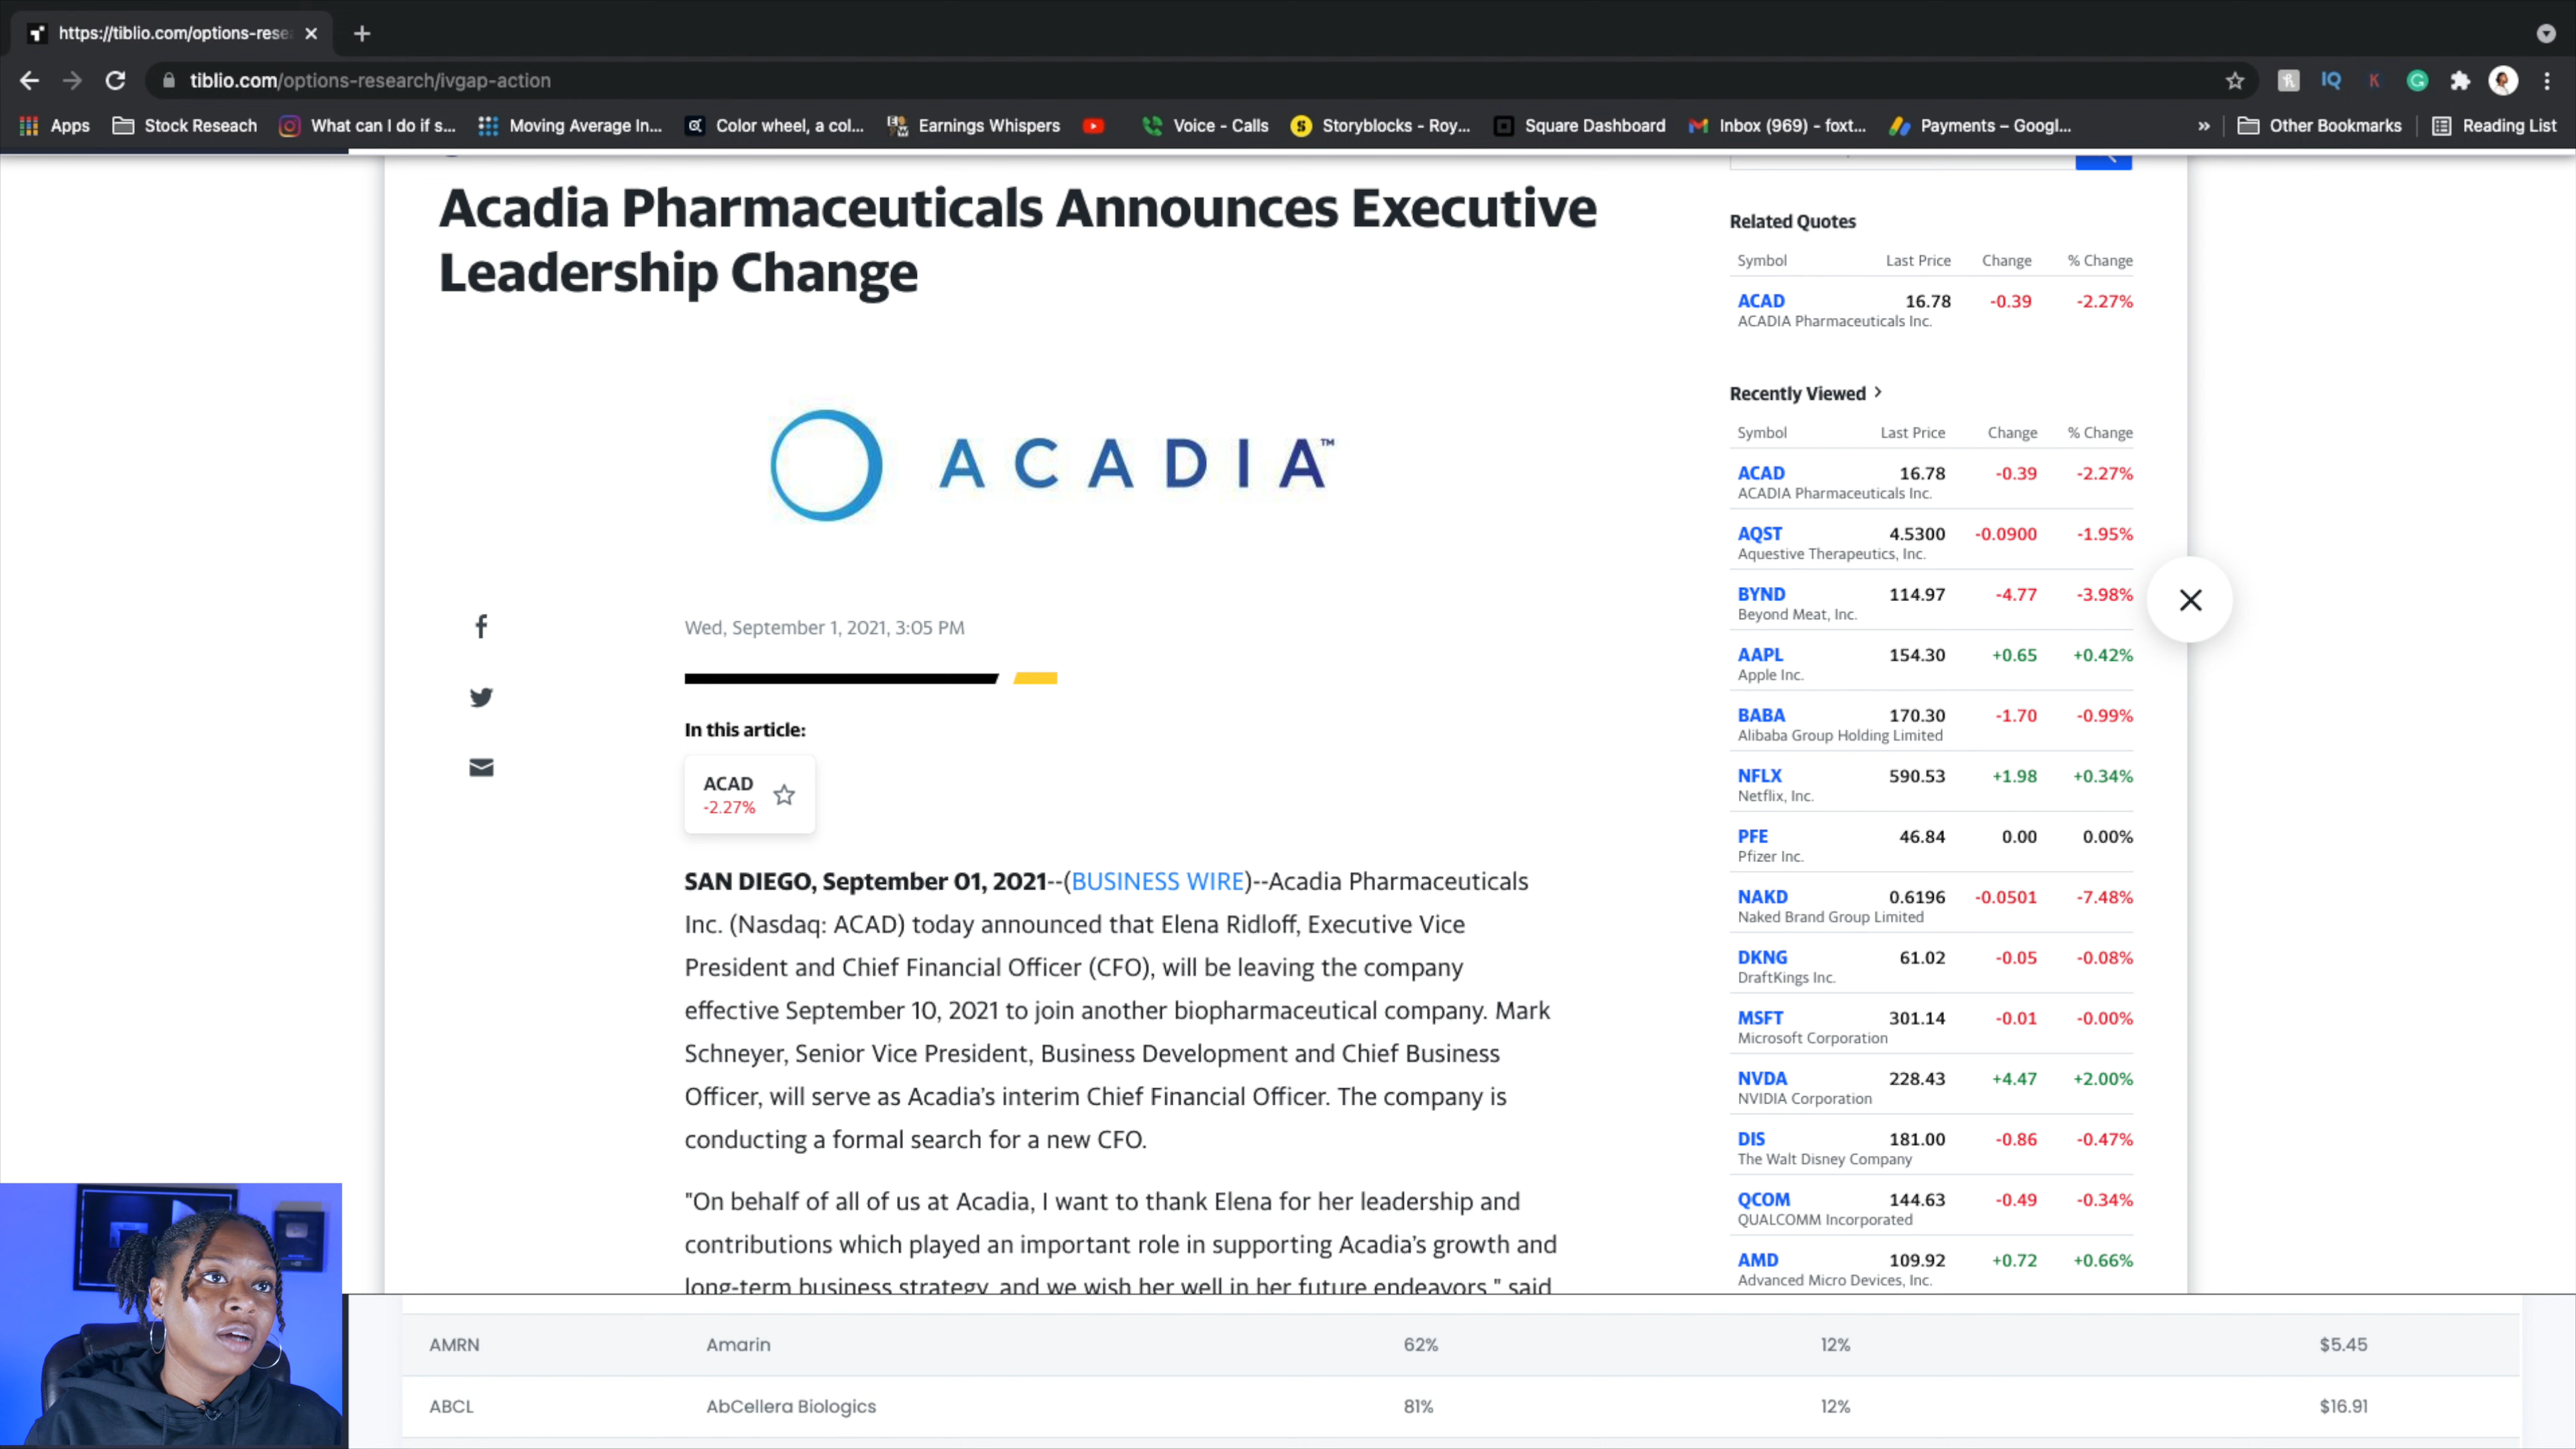 https://tiblio.com/options-rese
tiblio.com/options-research/ivgap-action
Apps Stock Reseach What can I do if s... Moving Average In... Color wheel, a col... Earnings Whispers Voice - Calls Storyblocks - Roy... Square Dashboard Inbox (969) - foxt... Payments – Googl... » Other Bookmarks Reading List
Acadia Pharmaceuticals Announces Executive
Leadership Change
ACADIA™
Wed, September 1, 2021, 3:05 PM
In this article:
ACAD
-2.27%
SAN DIEGO, September 01, 2021--(BUSINESS WIRE)--Acadia Pharmaceuticals
Inc. (Nasdaq: ACAD) today announced that Elena Ridloff, Executive Vice
President and Chief Financial Officer (CFO), will be leaving the company
effective September 10, 2021 to join another biopharmaceutical company. Mark
Schneyer, Senior Vice President, Business Development and Chief Business
Officer, will serve as Acadia's interim Chief Financial Officer. The company is
conducting a formal search for a new CFO.
"On behalf of all of us at Acadia, I want to thank Elena for her leadership and
contributions which played an important role in supporting Acadia's growth and
long-term business strategy, and we wish her well in her future endeavors," said
Related Quotes
Symbol Last Price Change % Change
ACAD 16.78 -0.39 -2.27%
ACADIA Pharmaceuticals Inc.
Recently Viewed
Symbol Last Price Change % Change
ACAD 16.78 -0.39 -2.27%
ACADIA Pharmaceuticals Inc.
AQST 4.5300 -0.0900 -1.95%
Aquestive Therapeutics, Inc.
BYND 114.97 -4.77 -3.98%
Beyond Meat, Inc.
AAPL 154.30 +0.65 +0.42%
Apple Inc.
BABA 170.30 -1.70 -0.99%
Alibaba Group Holding Limited
NFLX 590.53 +1.98 +0.34%
Netflix, Inc.
PFE 46.84 0.00 0.00%
Pfizer Inc.
NAKD 0.6196 -0.0501 -7.48%
Naked Brand Group Limited
DKNG 61.02 -0.05 -0.08%
DraftKings Inc.
MSFT 301.14 -0.01 -0.00%
Microsoft Corporation
NVDA 228.43 +4.47 +2.00%
NVIDIA Corporation
DIS 181.00 -0.86 -0.47%
The Walt Disney Company
QCOM 144.63 -0.49 -0.34%
QUALCOMM Incorporated
AMD 109.92 +0.72 +0.66%
Advanced Micro Devices, Inc.
AMRN Amarin 62% 12% $5.45
ABCL AbCellera Biologics 81% 12% $16.91